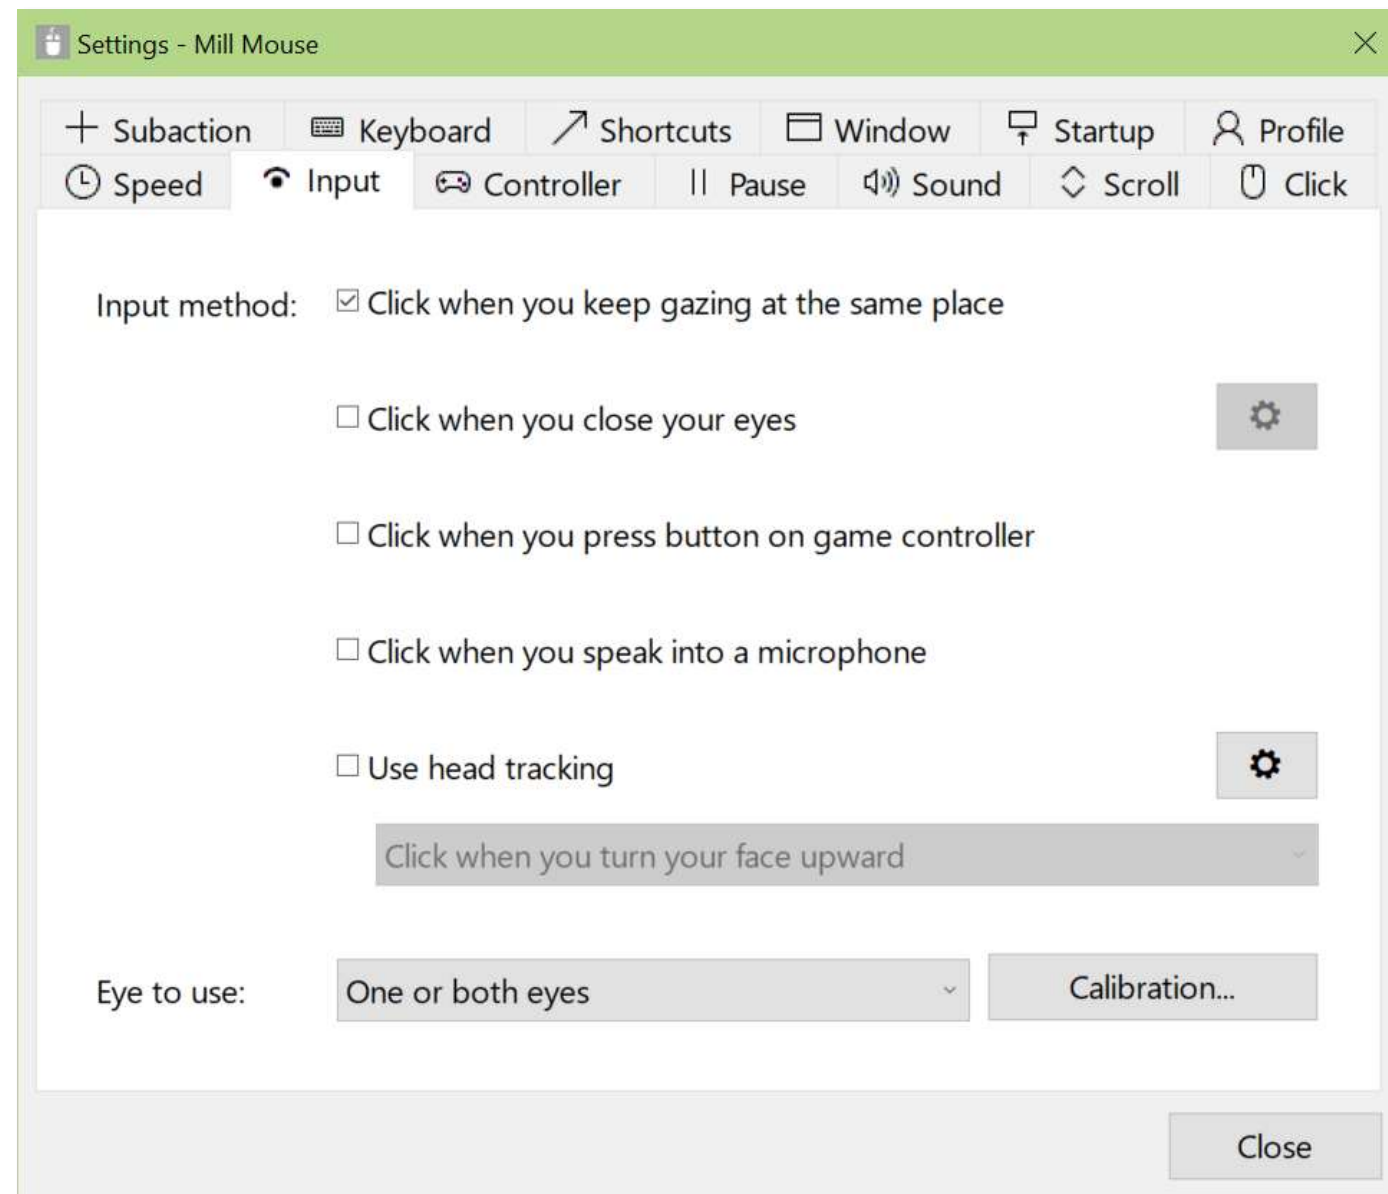 Settings - Mill Mouse
Subaction Keyboard Shortcuts Window Startup Profile
Speed Input Controller Pause Sound Scroll Click
Input method: Click when you keep gazing at the same place
Click when you close your eyes
Click when you press button on game controller
Click when you speak into a microphone
Use head tracking
Click when you turn your face upward
Eye to use: One or both eyes Calibration...
Close